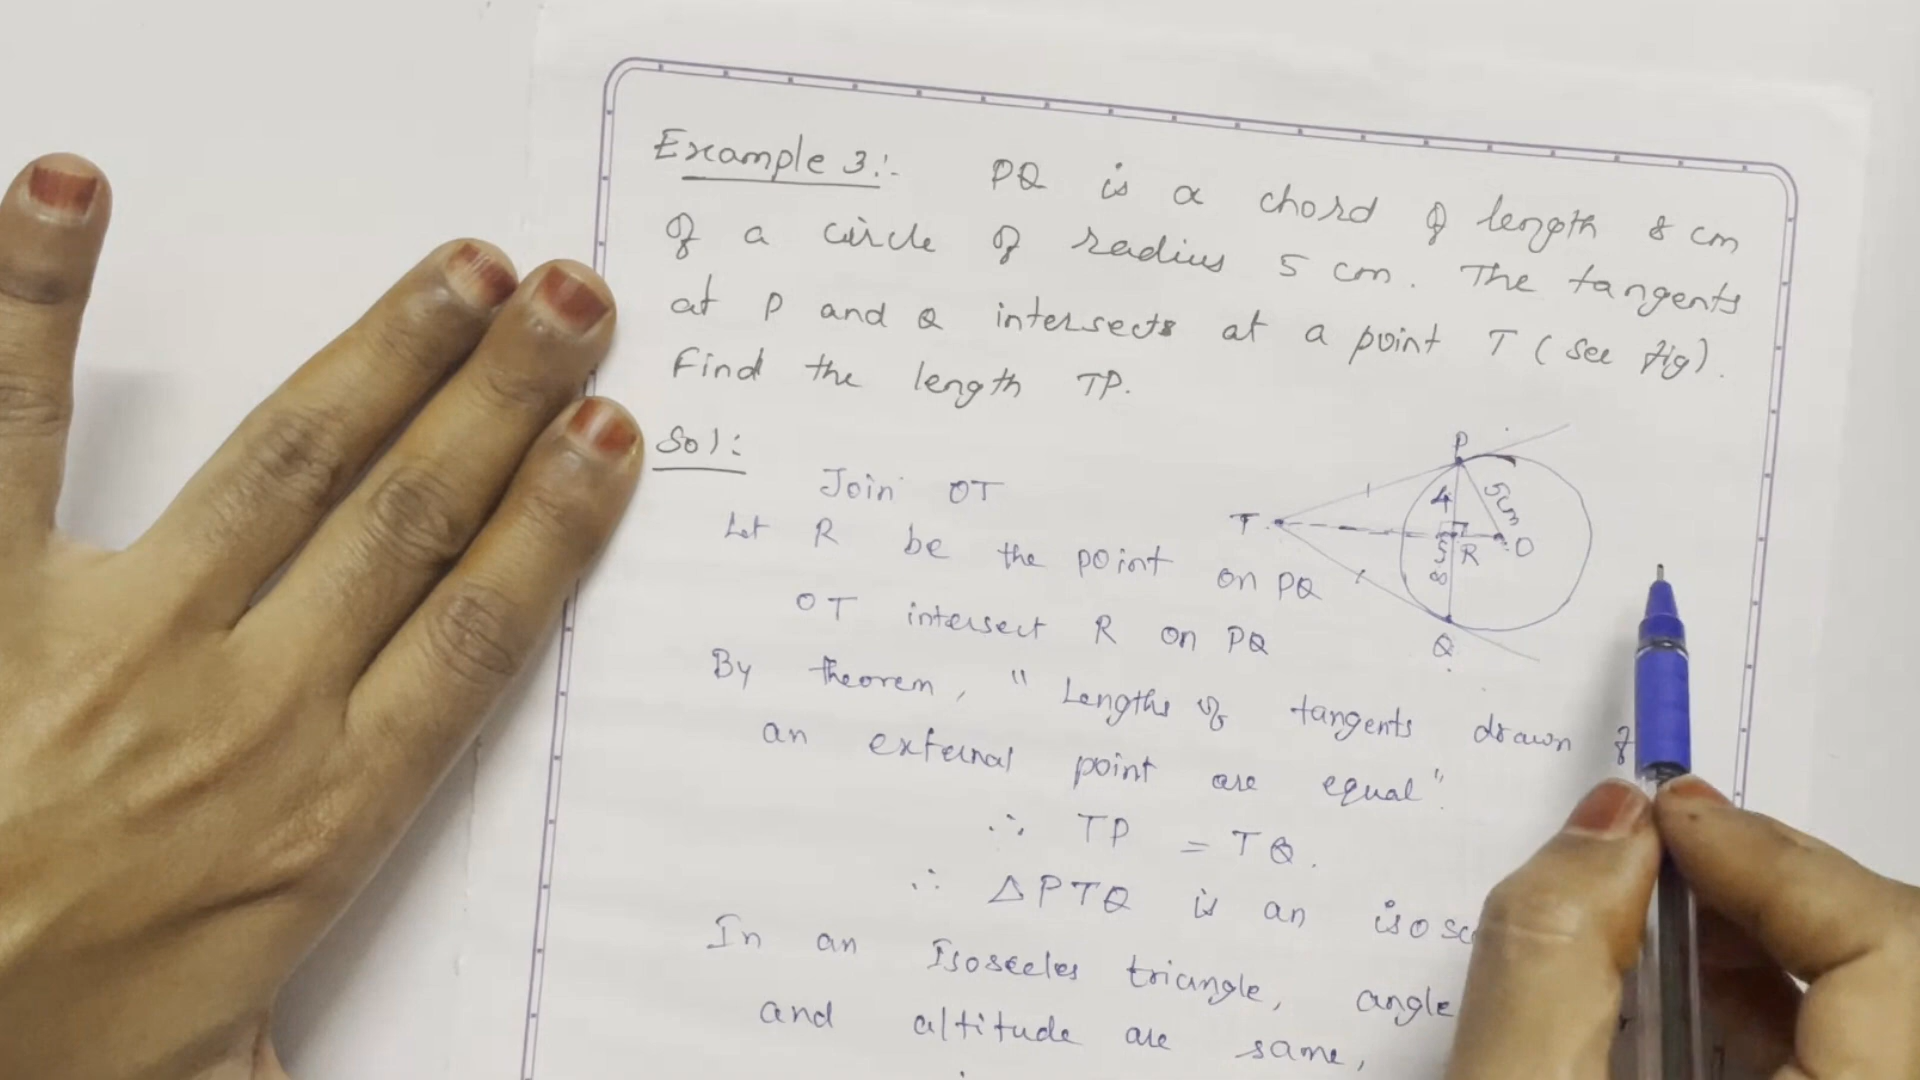 Example 3:- PQ is a chord of length 8 cm
of a circle of radius 5 cm. The tangents
at P and Q intersects at a point T (see fig).
Find the length TP.
Sol:
Join OT
Let R be the point on PQ
OT intersect R on PQ
By theorem, "Lengths of tangents drawn
an external point are equal".
∴ TP = TQ.
∴ △PTQ is an
In an Isosceles triangle, angle
and altitude are same,
P
4
5cm
T
R
O
8
Q